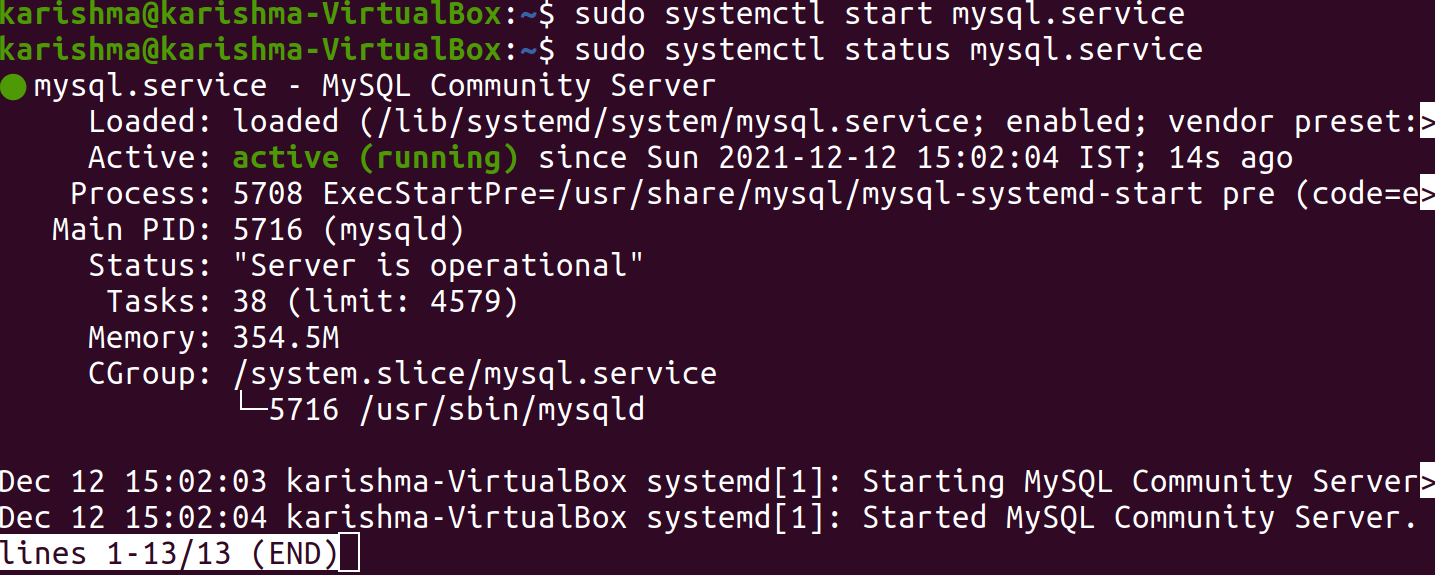 karishma@karishma-VirtualBox:~$ sudo systemctl start mysql.service
karishma@karishma-VirtualBox:~$ sudo systemctl status mysql.service
● mysql.service - MySQL Community Server
     Loaded: loaded (/lib/systemd/system/mysql.service; enabled; vendor preset:>
     Active: active (running) since Sun 2021-12-12 15:02:04 IST; 14s ago
    Process: 5708 ExecStartPre=/usr/share/mysql/mysql-systemd-start pre (code=e>
   Main PID: 5716 (mysqld)
     Status: "Server is operational"
      Tasks: 38 (limit: 4579)
     Memory: 354.5M
     CGroup: /system.slice/mysql.service
             └─5716 /usr/sbin/mysqld

Dec 12 15:02:03 karishma-VirtualBox systemd[1]: Starting MySQL Community Server>
Dec 12 15:02:04 karishma-VirtualBox systemd[1]: Started MySQL Community Server.
lines 1-13/13 (END)